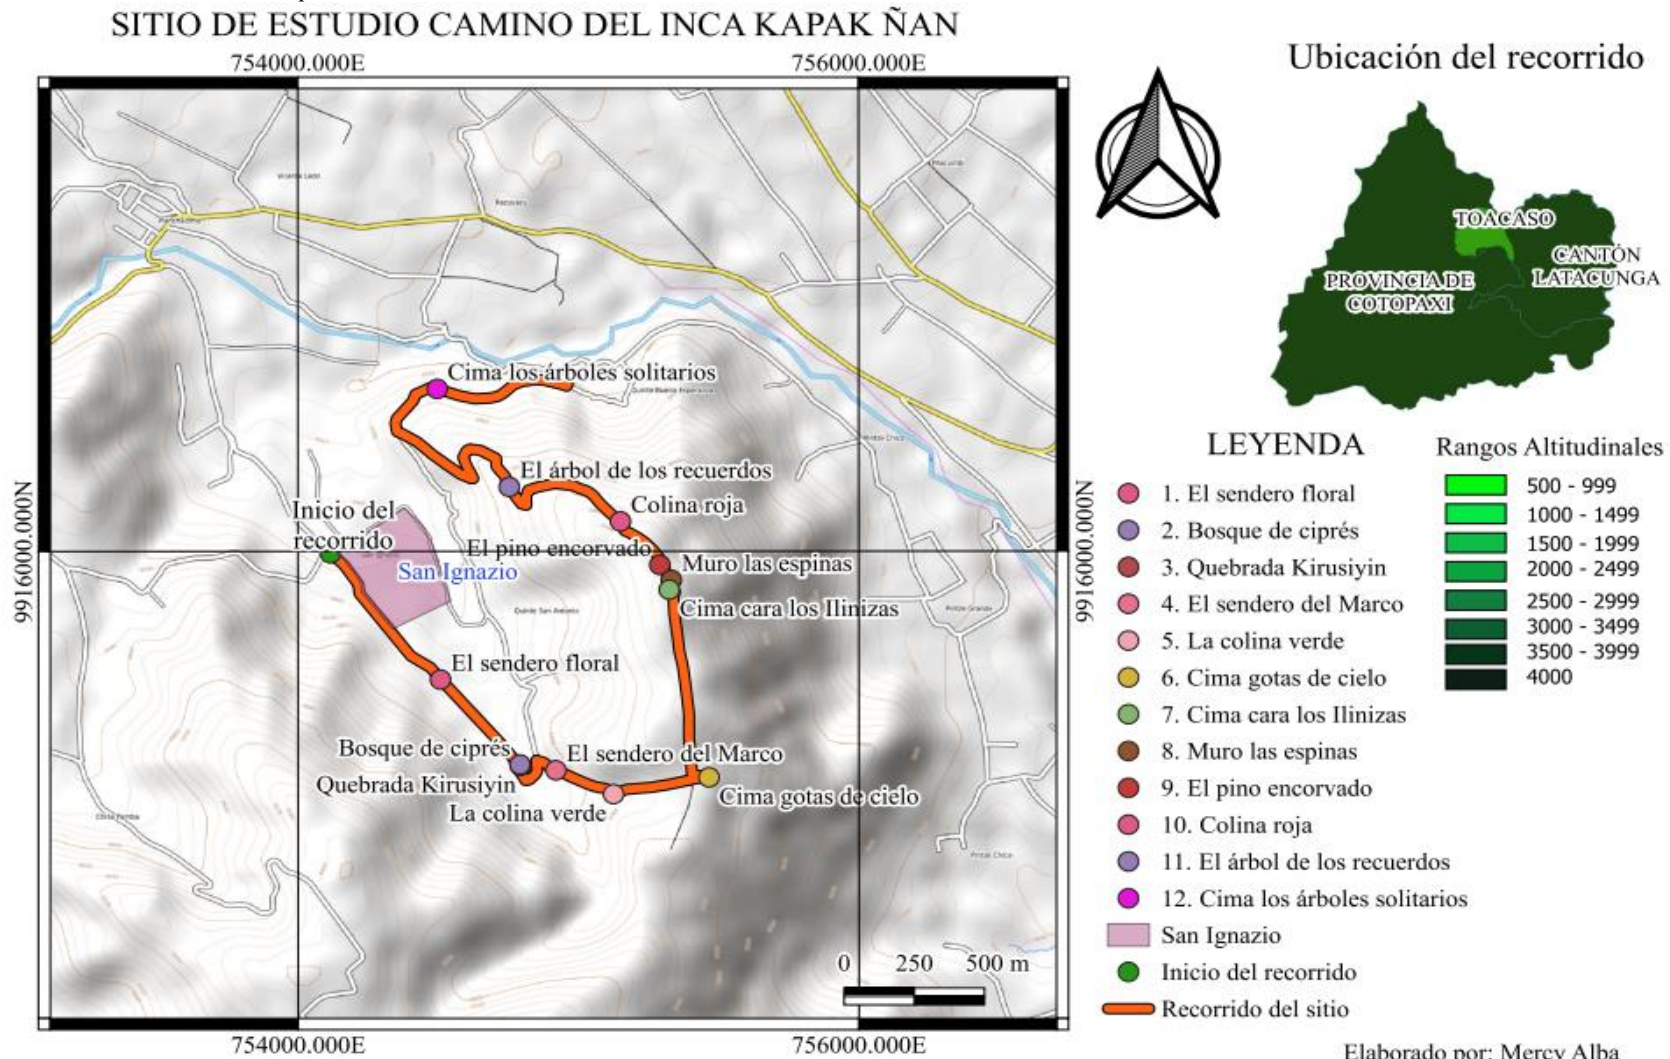 SITIO DE ESTUDIO CAMINO DEL INCA KAPAK ÑAN
754000.000E
756000.000E
Ubicación del recorrido
TOACASO
CANTÓN
LATACUNGA
PROVINCIA DE
COTOPAXI
Cima los árboles solitarios
El árbol de los recuerdos
Colina roja
Inicio del
recorrido
El pino encorvado
Muro las espinas
San Ignazio
Cima cara los Ilinizas
El sendero floral
Bosque de ciprés
El sendero del Marco
Quebrada Kirusiyin
Cima gotas de cielo
La colina verde
9916000.000N
9916000.000N
0 250 500 m
754000.000E
756000.000E
LEYENDA
1. El sendero floral
2. Bosque de ciprés
3. Quebrada Kirusiyin
4. El sendero del Marco
5. La colina verde
6. Cima gotas de cielo
7. Cima cara los Ilinizas
8. Muro las espinas
9. El pino encorvado
10. Colina roja
11. El árbol de los recuerdos
12. Cima los árboles solitarios
San Ignazio
Inicio del recorrido
Recorrido del sitio
Rangos Altitudinales
500 - 999
1000 - 1499
1500 - 1999
2000 - 2499
2500 - 2999
3000 - 3499
3500 - 3999
4000
Elaborado por: Mercy Alba